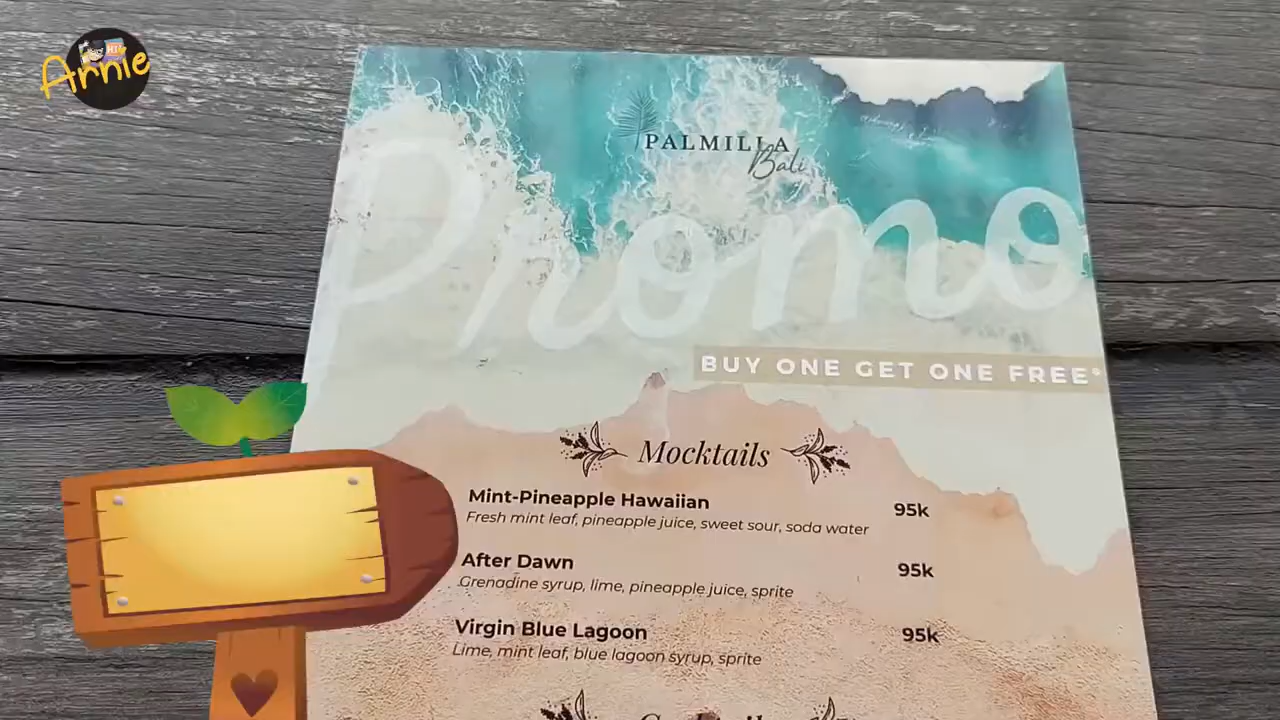 HI
Arnie
PALMILLA
Bali
Promo
BUY ONE GET ONE FREE*
Mocktails
Mint-Pineapple Hawaiian 95k
Fresh mint leaf, pineapple juice, sweet sour, soda water
After Dawn 95k
Grenadine syrup, lime, pineapple juice, sprite
Virgin Blue Lagoon 95k
Lime, mint leaf, blue lagoon syrup, sprite